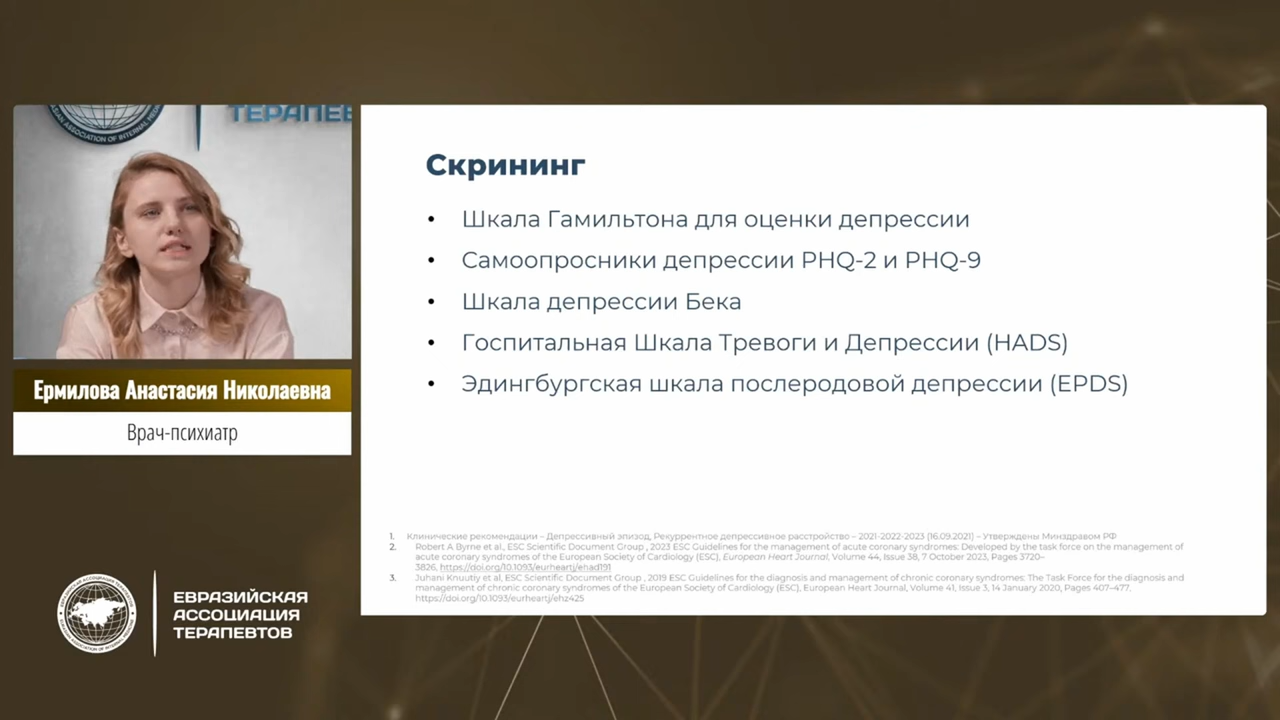 ASIAN ASSOCIATION OF INTERNAL ME
ТЕРАПЕВ
Ермилова Анастасия Николаевна
Врач-психиатр
ЕВРАЗИЙСКАЯ
АССОЦИАЦИЯ
ТЕРАПЕВТОВ
Скрининг
• Шкала Гамильтона для оценки депрессии
• Самоопросники депрессии PHQ-2 и PHQ-9
• Шкала депрессии Бека
• Госпитальная Шкала Тревоги и Депрессии (HADS)
• Эдингбургская шкала послеродовой депрессии (EPDS)
1. Клинические рекомендации – Депрессивный эпизод, Рекуррентное депрессивное расстройство – 2021-2022-2023 (16.09.2021) – Утверждены Минздравом РФ
2. Robert A Byrne et al., ESC Scientific Document Group , 2023 ESC Guidelines for the management of acute coronary syndromes: Developed by the task force on the management of
acute coronary syndromes of the European Society of Cardiology (ESC), European Heart Journal, Volume 44, Issue 38, 7 October 2023, Pages 3720–
3826, https://doi.org/10.1093/eurheartj/ehad191
3. Juhani Knuutiy et al, ESC Scientific Document Group , 2019 ESC Guidelines for the diagnosis and management of chronic coronary syndromes: The Task Force for the diagnosis and
management of chronic coronary syndromes of the European Society of Cardiology (ESC), European Heart Journal, Volume 41, Issue 3, 14 January 2020, Pages 407–477,
https://doi.org/10.1093/eurheartj/ehz425